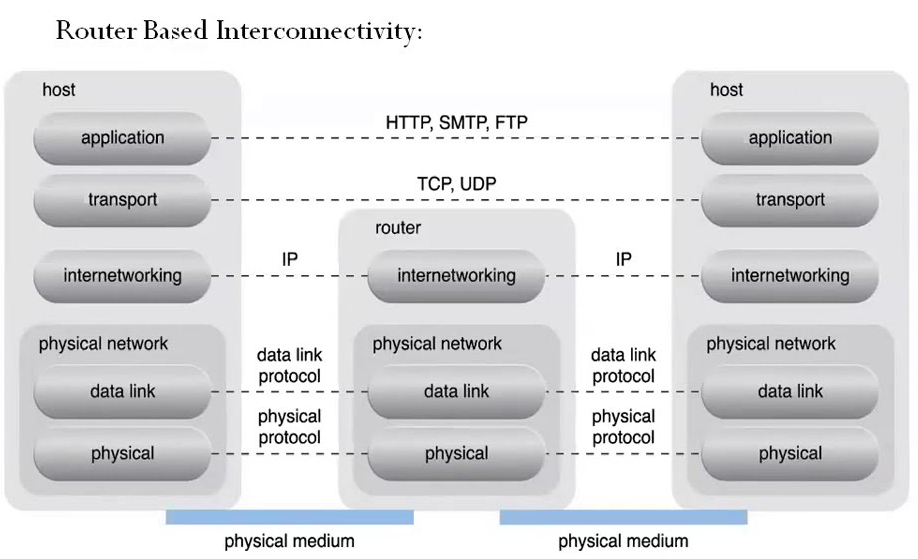 Router Based Interconnectivity:
host
host
application
HTTP, SMTP, FTP
application
transport
TCP, UDP
transport
router
internetworking
IP
internetworking
IP
internetworking
physical network
data link
protocol
physical network
data link
protocol
physical network
data link
data link
data link
physical
protocol
physical
protocol
physical
physical
physical
physical medium
physical medium